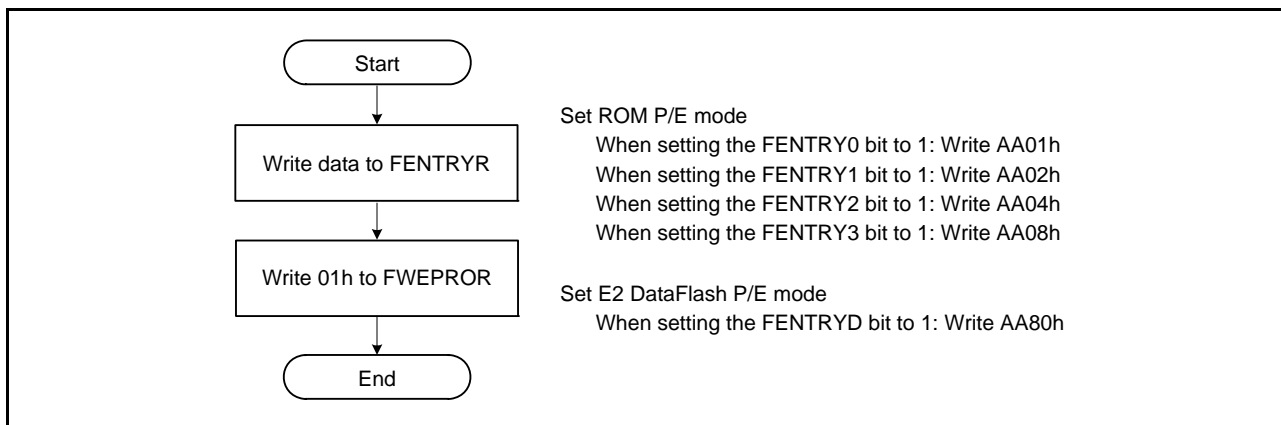 Start
Write data to FENTRYR
Write 01h to FWEPROR
End
Set ROM P/E mode
When setting the FENTRY0 bit to 1: Write AA01h
When setting the FENTRY1 bit to 1: Write AA02h
When setting the FENTRY2 bit to 1: Write AA04h
When setting the FENTRY3 bit to 1: Write AA08h
Set E2 DataFlash P/E mode
When setting the FENTRYD bit to 1: Write AA80h